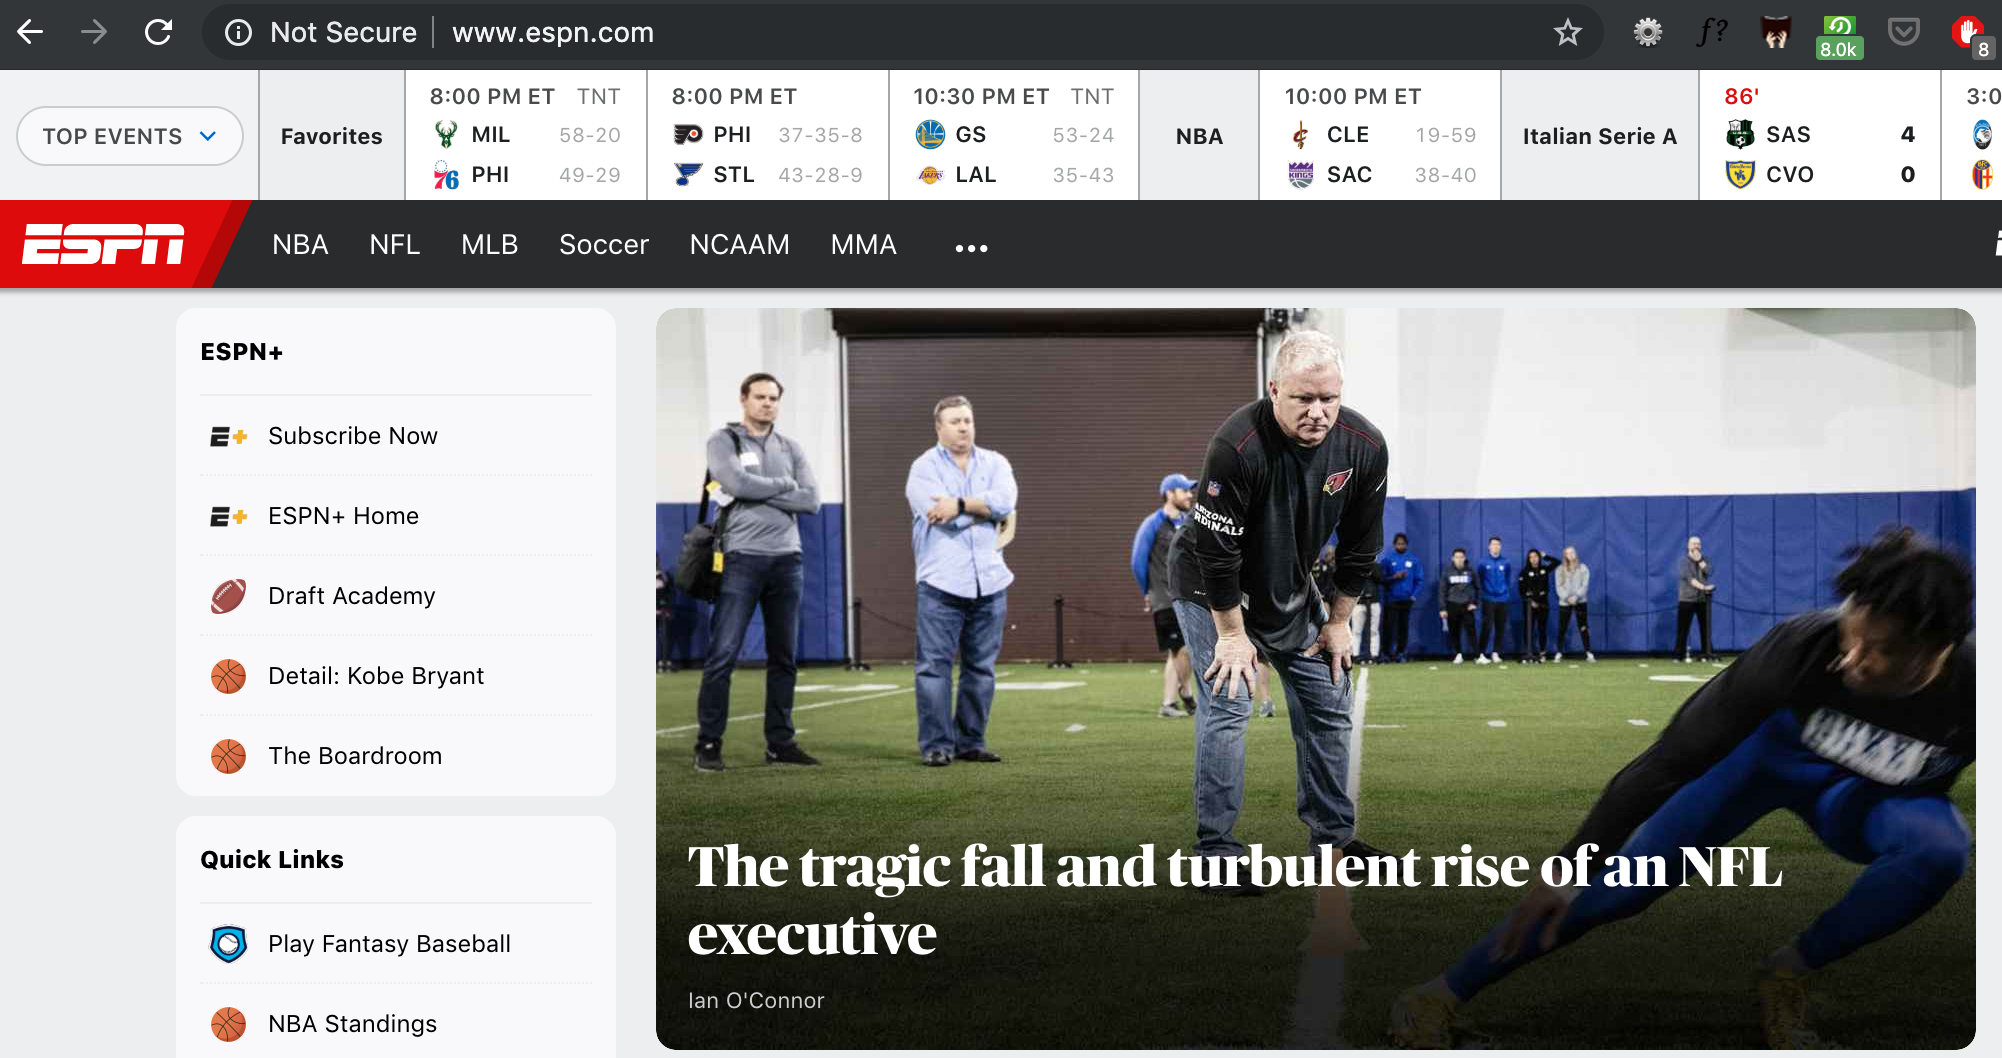 Not Secure www.espn.com
8.0k
8
TOP EVENTS
Favorites
8:00 PM ET TNT
MIL 58-20
PHI 49-29
8:00 PM ET
PHI 37-35-8
STL 43-28-9
10:30 PM ET TNT
GS 53-24
LAL 35-43
NBA
10:00 PM ET
CLE 19-59
SAC 38-40
Italian Serie A
86'
SAS 4
CVO 0
3:0
ESPN
NBA NFL MLB Soccer NCAAM MMA
ESPN+
E+ Subscribe Now
E+ ESPN+ Home
Draft Academy
Detail: Kobe Bryant
The Boardroom
Quick Links
Play Fantasy Baseball
NBA Standings
ARIZONA
CARDINALS
The tragic fall and turbulent rise of an NFL
executive
Ian O'Connor